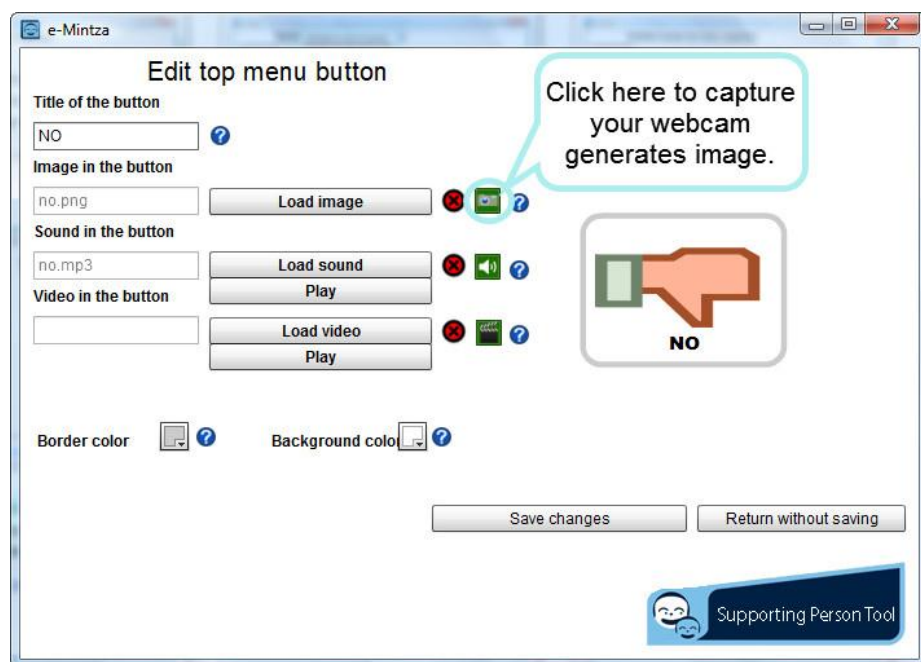 e-Mintza
Edit top menu button
Click here to capture
your webcam
generates image.
Title of the button
NO
Image in the button
no.png
Load image
Sound in the button
no.mp3
Load sound
Play
Video in the button
Load video
Play
NO
Border color
Background color
Save changes
Return without saving
Supporting Person Tool